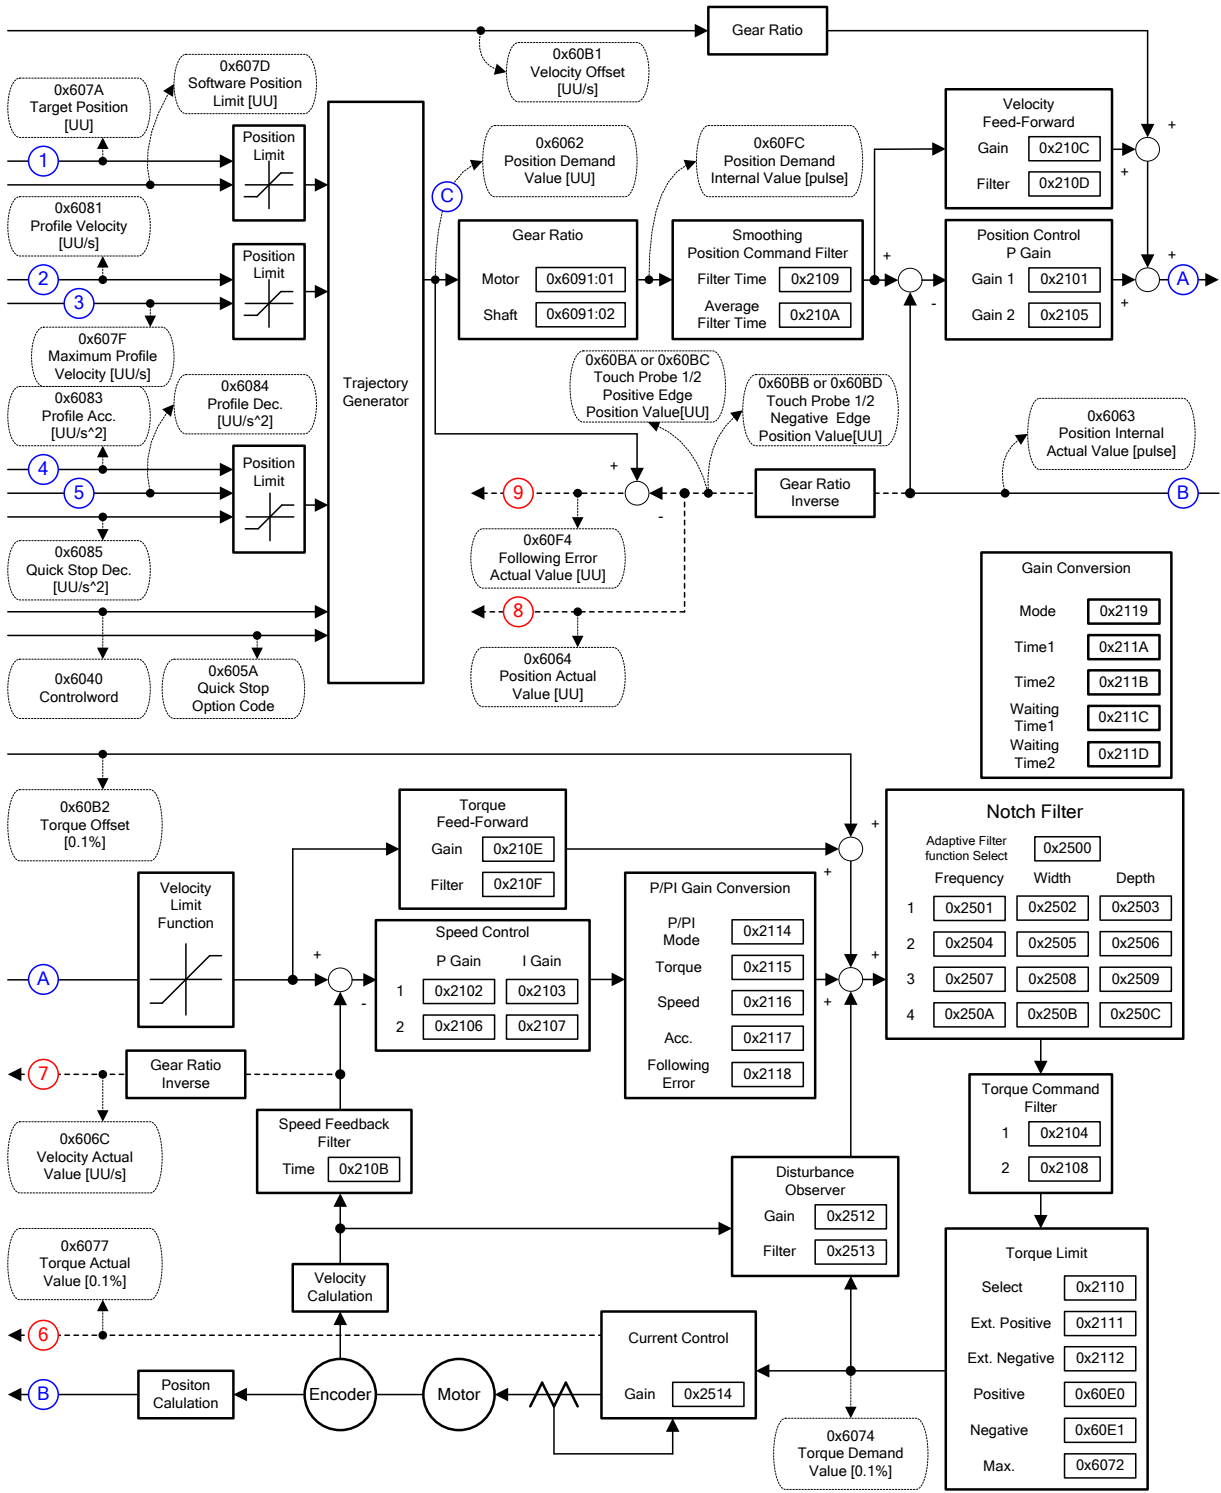 Gear Ratio
0x60B1
Velocity Offset
[UU/s]
0x607D
Software Position
Limit [UU]
0x607A
Target Position
[UU]
Position
Limit
1
0x6081
Profile Velocity
[UU/s]
Position
Limit
2
3
0x607F
Maximum Profile
Velocity [UU/s]
0x6083
Profile Acc.
[UU/s^2]
0x6084
Profile Dec.
[UU/s^2]
Position
Limit
4
5
0x6085
Quick Stop Dec.
[UU/s^2]
0x6040
Controlword
0x605A
Quick Stop
Option Code
Trajectory
Generator
C
0x6062
Position Demand
Value [UU]
0x60FC
Position Demand
Internal Value [pulse]
Gear Ratio
Motor 0x6091:01
Shaft 0x6091:02
Smoothing
Position Command Filter
Filter Time 0x2109
Average
Filter Time 0x210A
Velocity
Feed-Forward
Gain 0x210C
Filter 0x210D
+
+
+
-
Position Control
P Gain
Gain 1 0x2101
Gain 2 0x2105
+
+
A
0x60BA or 0x60BC
Touch Probe 1/2
Positive Edge
Position Value[UU]
0x60BB or 0x60BD
Touch Probe 1/2
Negative Edge
Position Value[UU]
0x6063
Position Internal
Actual Value [pulse]
Gear Ratio
Inverse
B
+
-
9
0x60F4
Following Error
Actual Value [UU]
8
0x6064
Position Actual
Value [UU]
Gain Conversion
Mode 0x2119
Time1 0x211A
Time2 0x211B
Waiting
Time1 0x211C
Waiting
Time2 0x211D
0x60B2
Torque Offset
[0.1%]
Torque
Feed-Forward
Gain 0x210E
Filter 0x210F
+
+
Velocity
Limit
Function
A
+
-
Speed Control
P Gain I Gain
1 0x2102 0x2103
2 0x2106 0x2107
P/PI Gain Conversion
P/PI
Mode 0x2114
Torque 0x2115
Speed 0x2116
Acc. 0x2117
Following
Error 0x2118
+
+
Notch Filter
Adaptive Filter
function Select 0x2500
Frequency Width Depth
1 0x2501 0x2502 0x2503
2 0x2504 0x2505 0x2506
3 0x2507 0x2508 0x2509
4 0x250A 0x250B 0x250C
7
Gear Ratio
Inverse
0x606C
Velocity Actual
Value [UU/s]
Speed Feedback
Filter
Time 0x210B
Torque Command
Filter
1 0x2104
2 0x2108
Disturbance
Observer
Gain 0x2512
Filter 0x2513
0x6077
Torque Actual
Value [0.1%]
Velocity
Calulation
6
Current Control
Gain 0x2514
B
Positon
Calulation
Encoder
Motor
0x6074
Torque Demand
Value [0.1%]
Torque Limit
Select 0x2110
Ext. Positive 0x2111
Ext. Negative 0x2112
Positive 0x60E0
Negative 0x60E1
Max. 0x6072